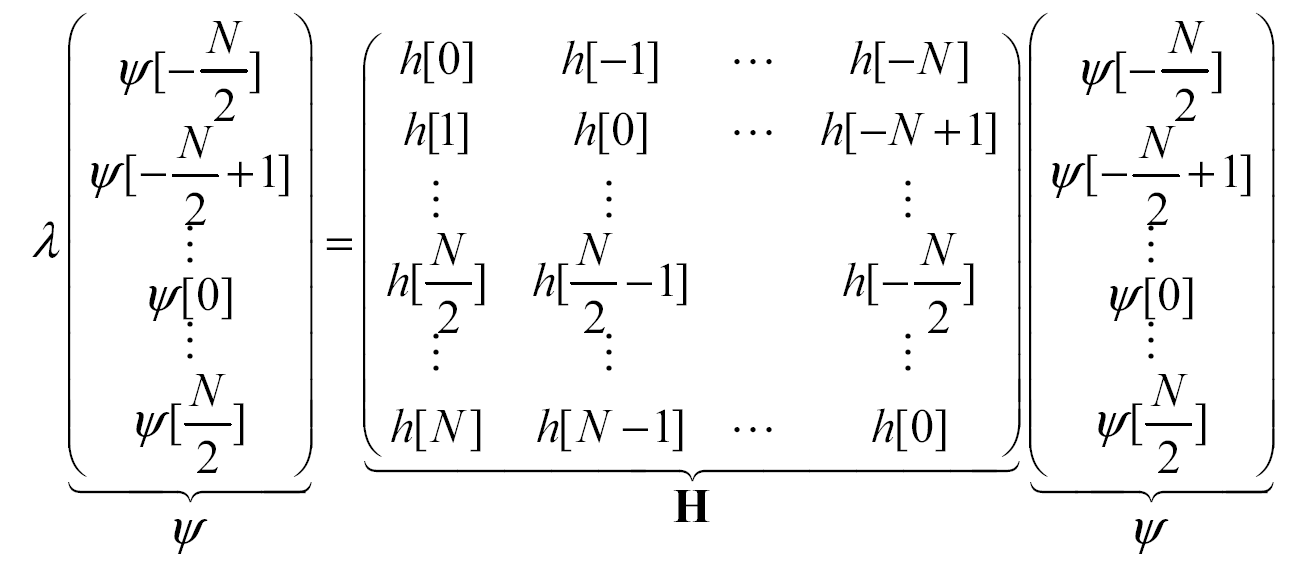 λ ( ψ[-N/2] ) = ( h[0] h[-1] ⋯ h[-N] ) ( ψ[-N/2] )
( ψ[-N/2+1] ) ( h[1] h[0] ⋯ h[-N+1] ) ( ψ[-N/2+1] )
⋮ ⋮ ⋮ ⋮ ⋮
( ψ[0] ) ( h[N/2] h[N/2-1] h[-N/2] ) ( ψ[0] )
⋮ ⋮ ⋮ ⋮ ⋮
( ψ[N/2] ) ( h[N] h[N-1] ⋯ h[0] ) ( ψ[N/2] )
ψ H ψ